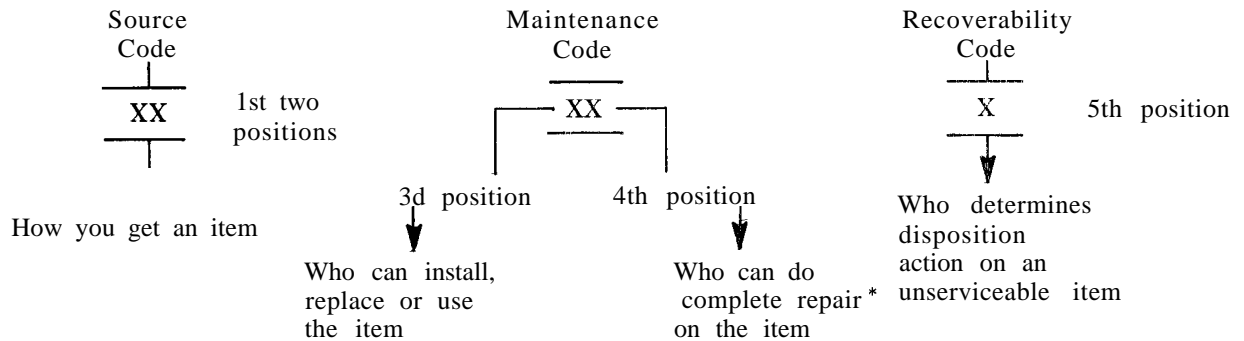 Source
Code
XX
1st two
positions
How you get an item
Maintenance
Code
XX
3d position
4th position
Who can install,
replace or use
the item
Who can do
complete repair*
on the item
Recoverability
Code
X
5th position
Who determines
disposition
action on an
unserviceable item